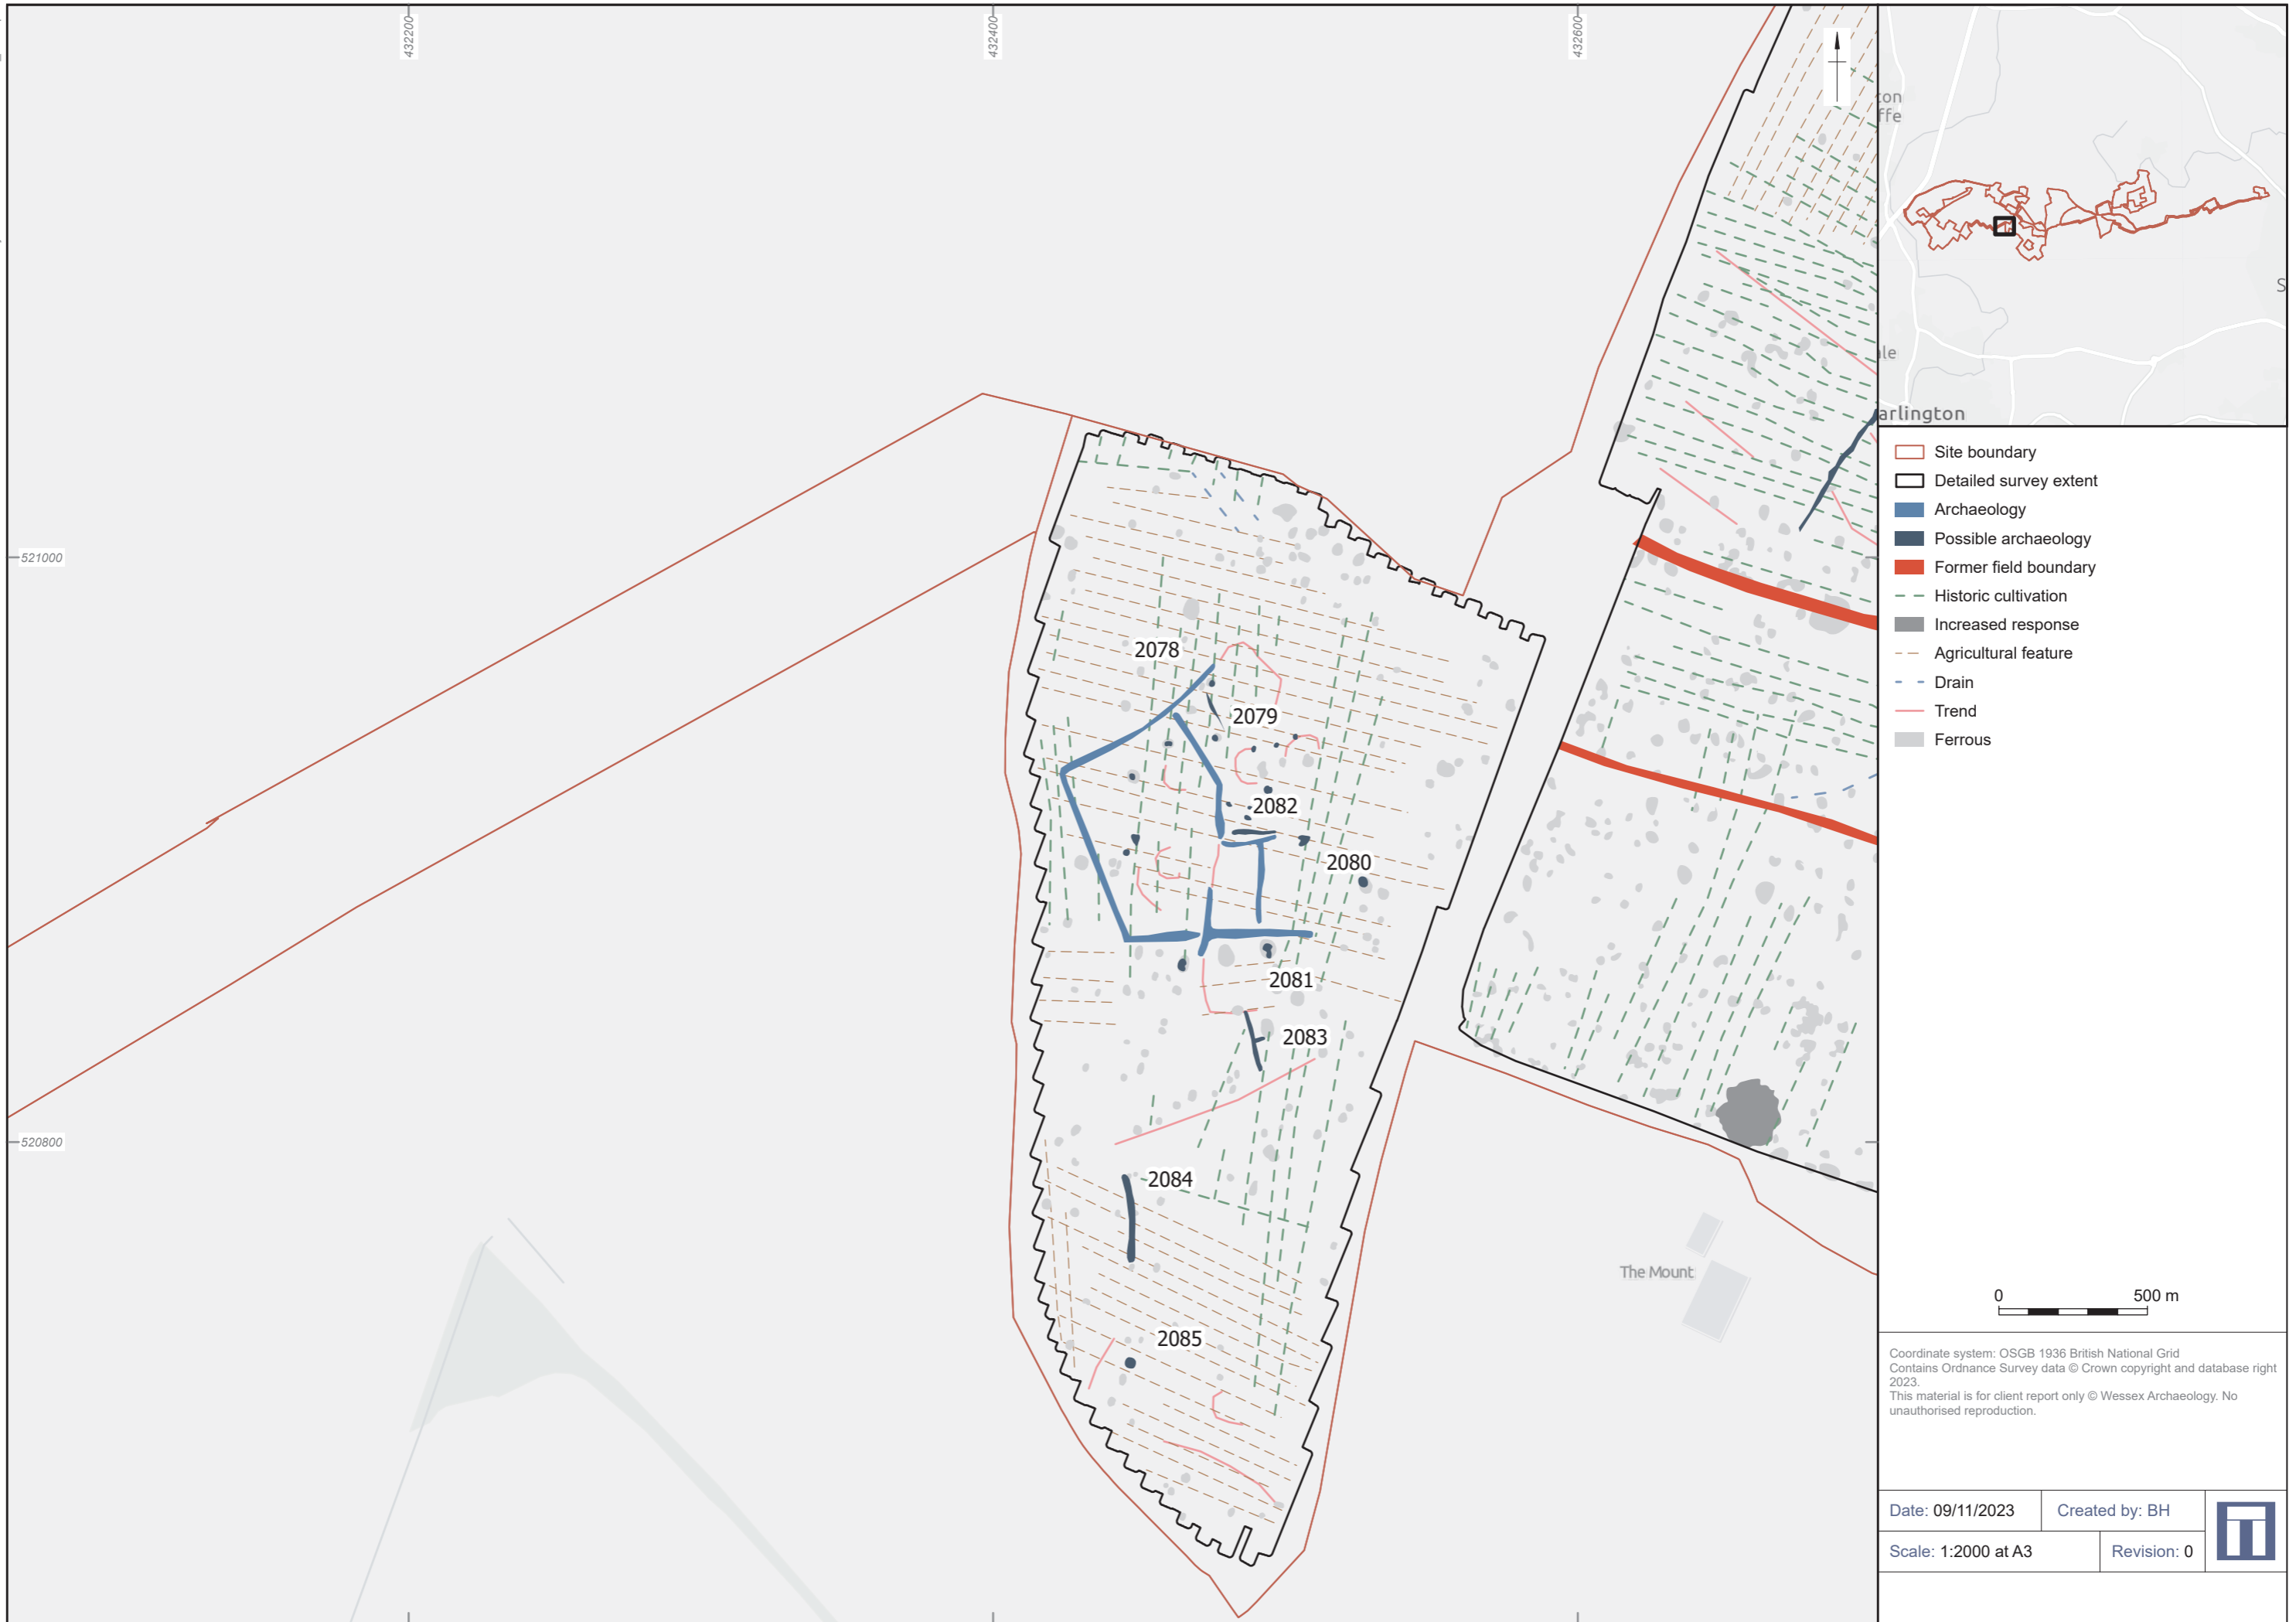 432200
432400
432600
521000
520800
2078
2079
2082
2080
2081
2083
2084
2085
The Mount
arlington
Site boundary
Detailed survey extent
Archaeology
Possible archaeology
Former field boundary
Historic cultivation
Increased response
Agricultural feature
Drain
Trend
Ferrous
0 500 m
Coordinate system: OSGB 1936 British National Grid
Contains Ordnance Survey data © Crown copyright and database right
2023.
This material is for client report only © Wessex Archaeology. No
unauthorised reproduction.
Date: 09/11/2023 Created by: BH
Scale: 1:2000 at A3 Revision: 0